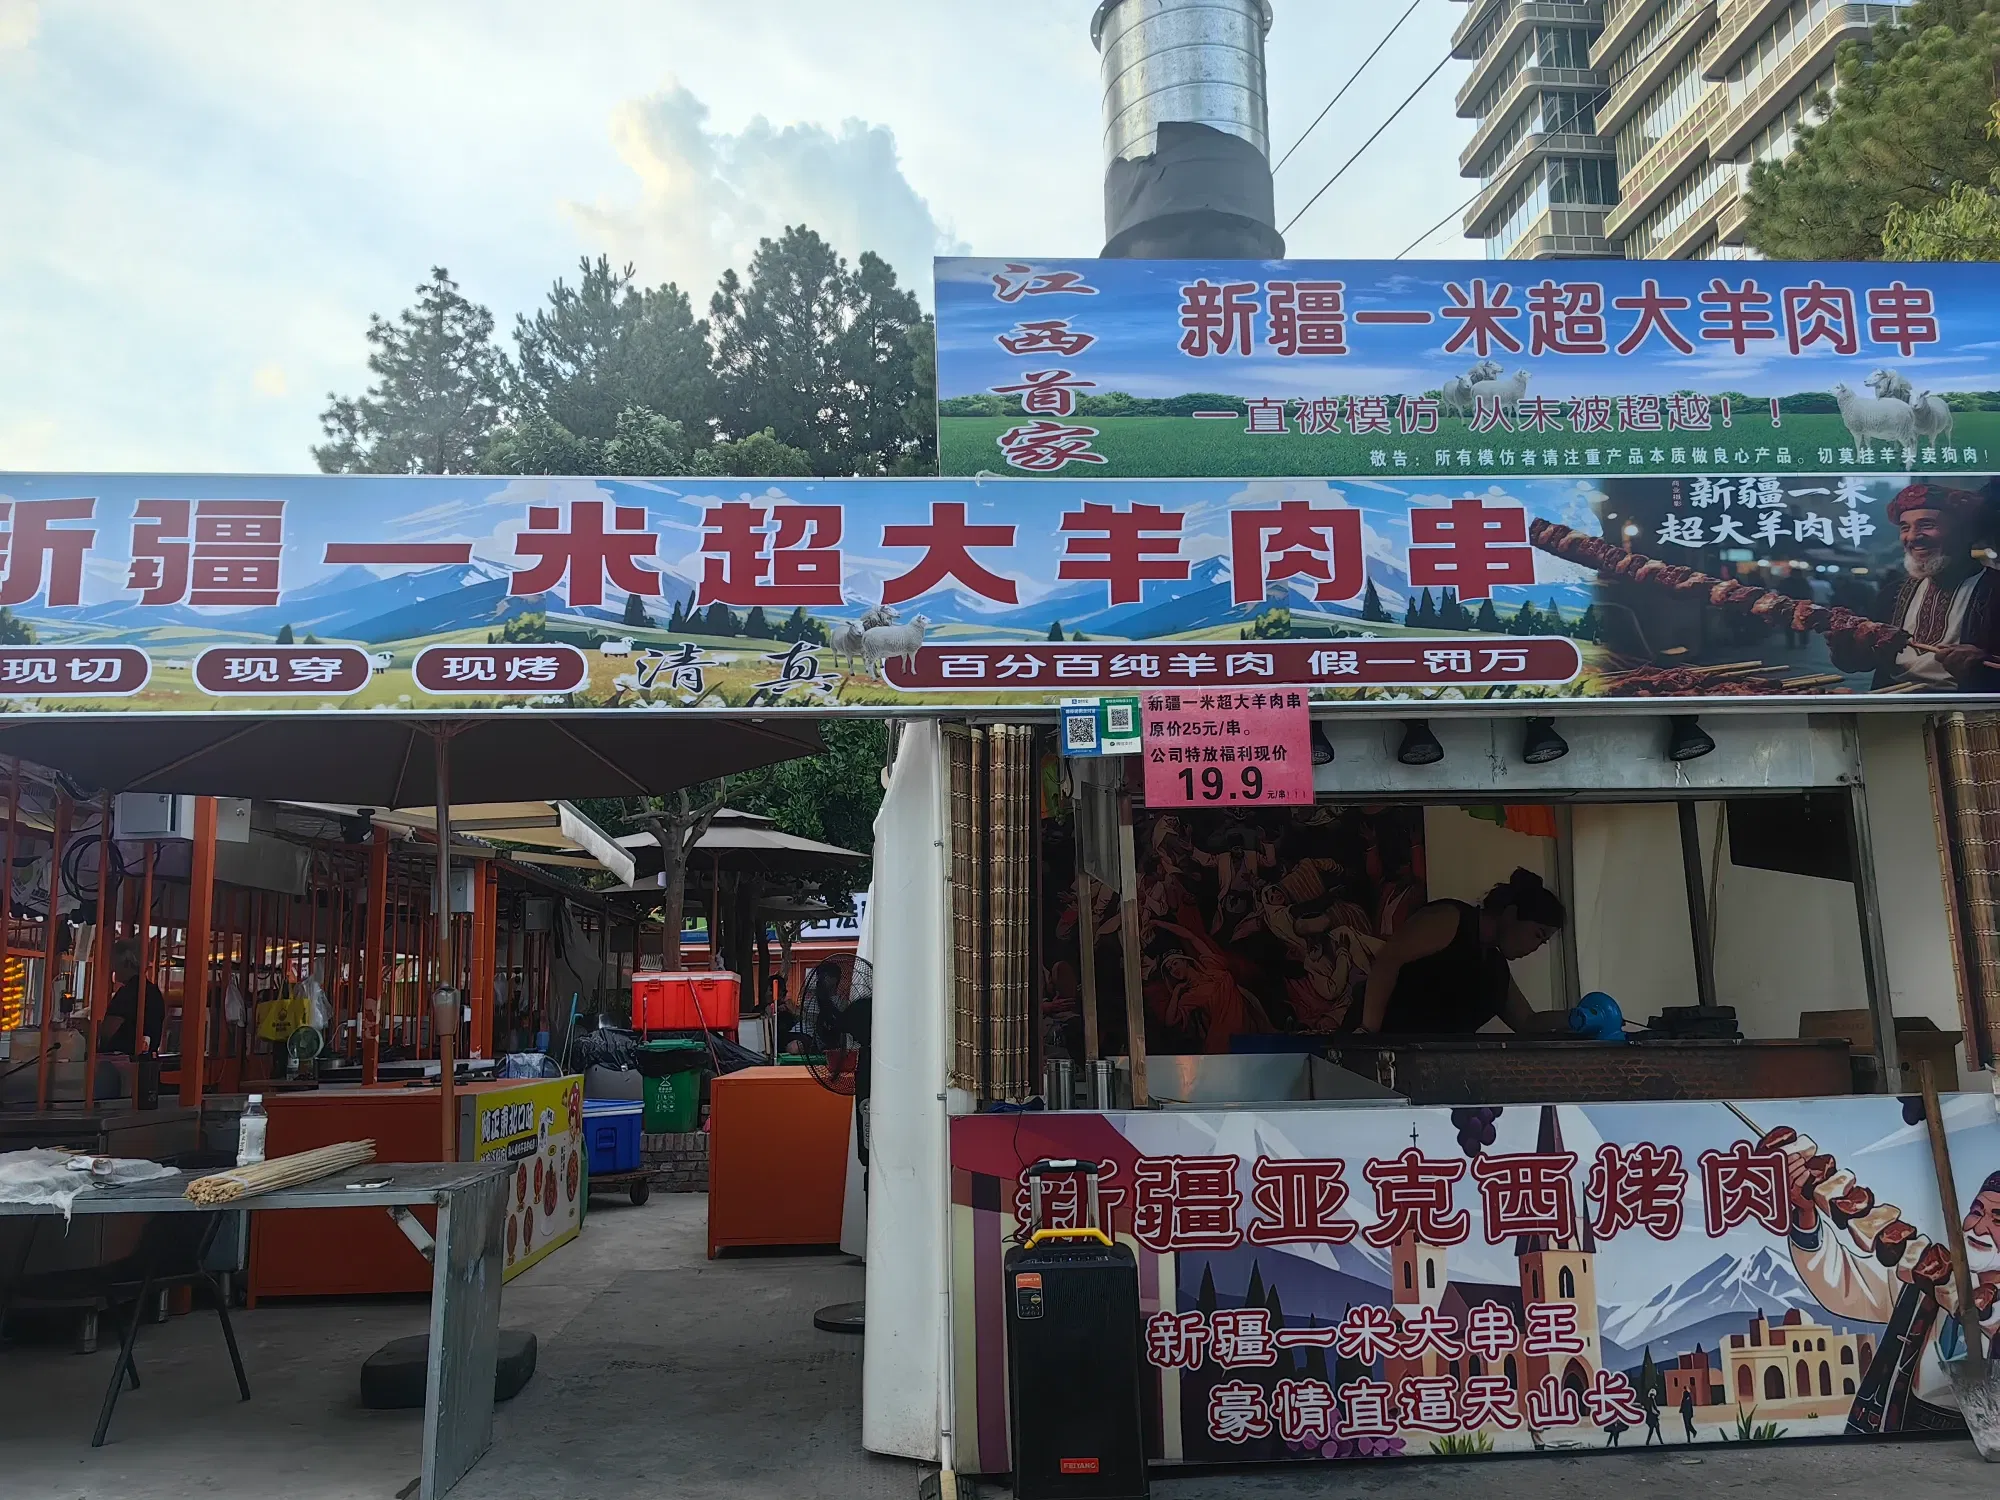 江西首家
新疆一米超大羊肉串
一直被模仿 从未被超越！！
敬告：所有模仿者请注重产品本质做良心产品。切莫挂羊头卖狗肉！
新疆一米超大羊肉串
现切 现穿 现烤 清真 百分百纯羊肉 假一罚万
新疆一米
超大羊肉串
新疆一米超大羊肉串
原价25元/串。
公司特放福利现价
19.9元/串！！！
新疆亚克西烤肉
新疆一米大串王
豪情直逼天山长
FEIYANG